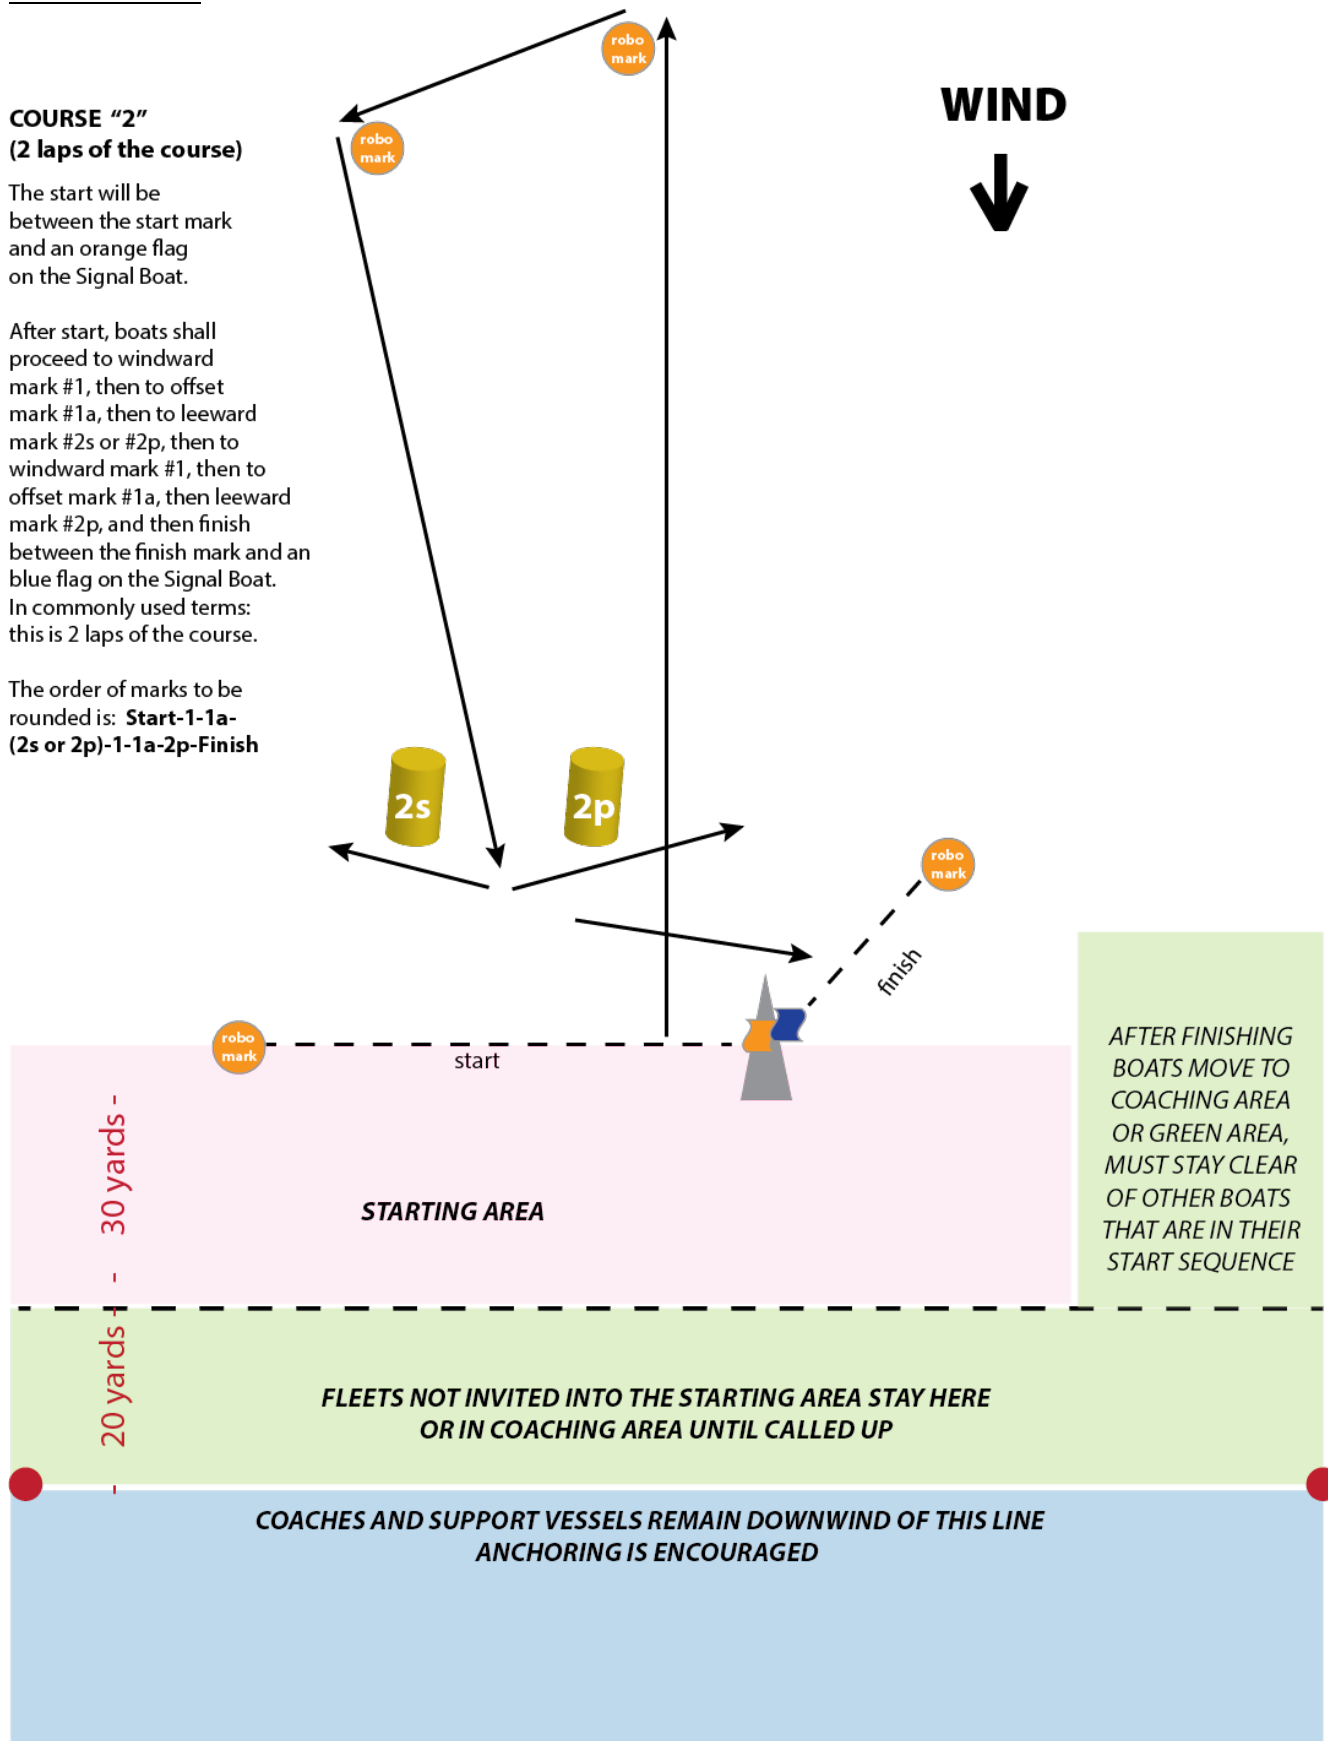 COURSE “2”
(2 laps of the course)
The start will be
between the start mark
and an orange flag
on the Signal Boat.
After start, boats shall
proceed to windward
mark #1, then to offset
mark #1a, then to leeward
mark #2s or #2p, then to
windward mark #1, then to
offset mark #1a, then leeward
mark #2p, and then finish
between the finish mark and an
blue flag on the Signal Boat.
In commonly used terms:
this is 2 laps of the course.
The order of marks to be
rounded is: Start-1-1a-
(2s or 2p)-1-1a-2p-Finish
robo
mark
robo
mark
WIND
2s
2p
robo
mark
finish
robo
mark
start
30 yards
STARTING AREA
AFTER FINISHING
BOATS MOVE TO
COACHING AREA
OR GREEN AREA,
MUST STAY CLEAR
OF OTHER BOATS
THAT ARE IN THEIR
START SEQUENCE
20 yards
FLEETS NOT INVITED INTO THE STARTING AREA STAY HERE
OR IN COACHING AREA UNTIL CALLED UP
COACHES AND SUPPORT VESSELS REMAIN DOWNWIND OF THIS LINE
ANCHORING IS ENCOURAGED